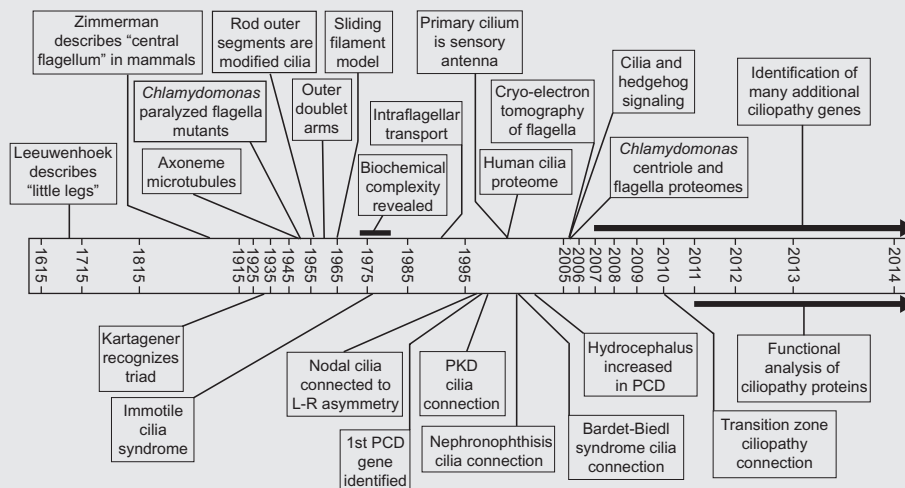 Zimmerman
describes “central
flagellum” in mammals
Rod outer
segments are
modified cilia
Sliding
filament
model
Primary cilium
is sensory
antenna
Cilia and
hedgehog
signaling
Identification of
many additional
ciliopathy genes
Chlamydomonas
paralyzed flagella
mutants
Outer
doublet
arms
Intraflagellar
transport
Cryo-electron
tomography
of flagella
Leeuwenhoek
describes
“little legs”
Axoneme
microtubules
Biochemical
complexity
revealed
Human cilia
proteome
Chlamydomonas
centriole and
flagella proteomes
1615
1715
1815
1915
1925
1935
1945
1955
1965
1975
1985
1995
2005
2006
2007
2008
2009
2010
2011
2012
2013
2014
Kartagener
recognizes
triad
Immotile
cilia
syndrome
Nodal cilia
connected to
L-R asymmetry
1st PCD
gene
identified
PKD
cilia
connection
Nephronophthisis
cilia connection
Hydrocephalus
increased
in PCD
Bardet-Biedl
syndrome cilia
connection
Functional
analysis of
ciliopathy proteins
Transition zone
ciliopathy
connection